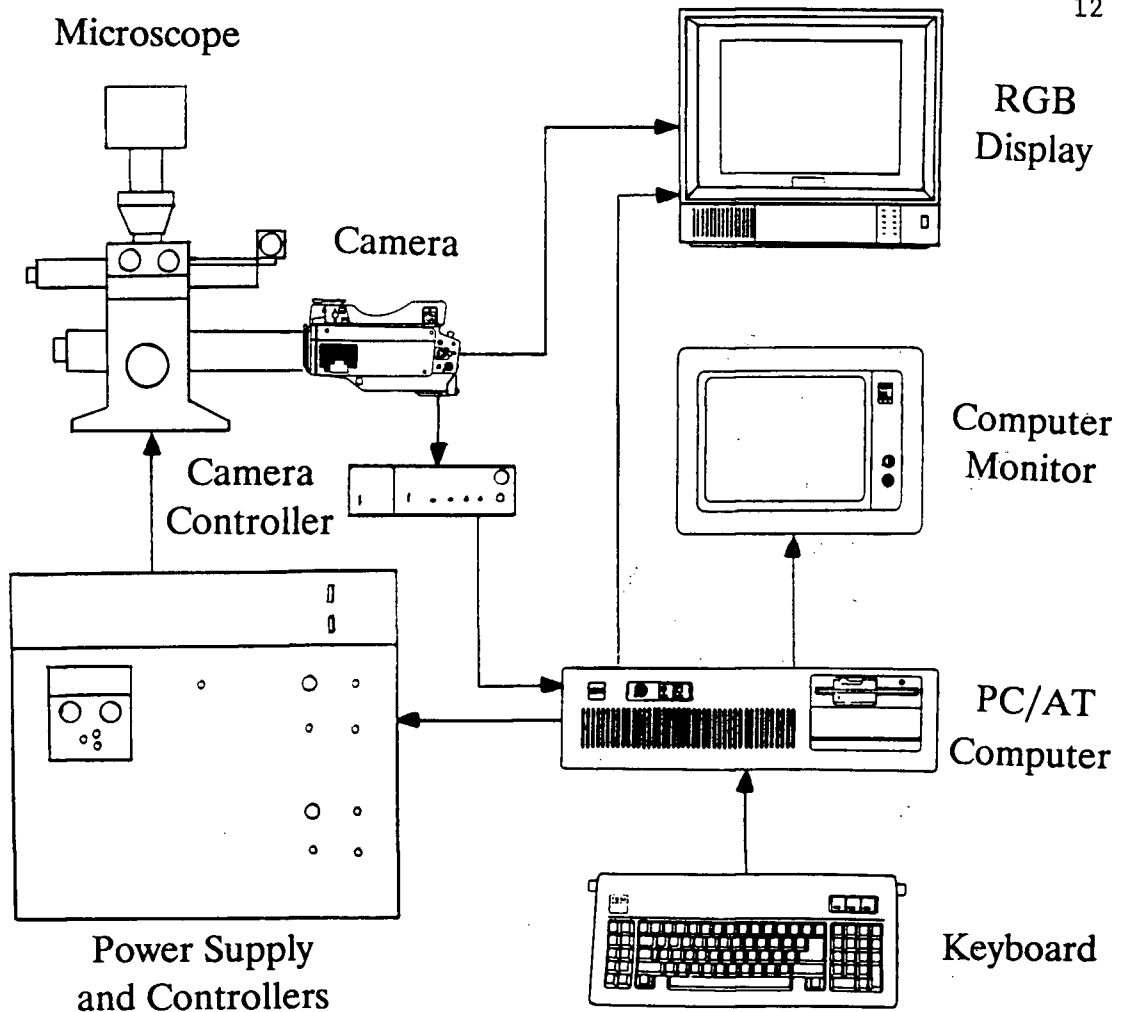 12
Microscope
RGB
Display
Camera
Computer
Monitor
Camera
Controller
PC/AT
Computer
Power Supply
and Controllers
Keyboard